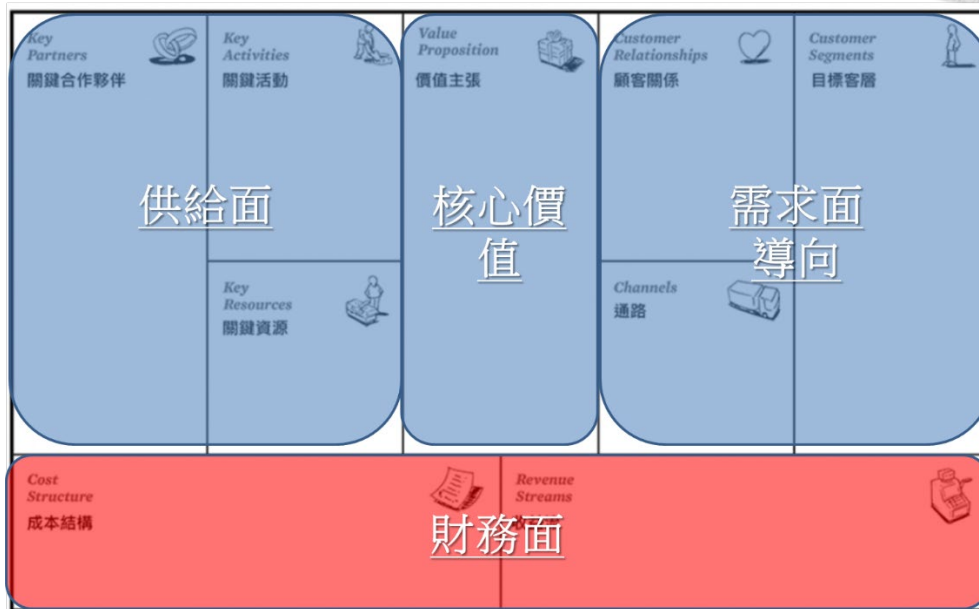 Key
Partners
關鍵合作夥伴
Key
Activities
關鍵活動
Value
Proposition
價值主張
Customer
Relationships
顧客關係
Customer
Segments
目標客層
供給面
核心價
值
需求面
導向
Key
Resources
關鍵資源
Channels
通路
Cost
Structure
成本結構
Revenue
Streams
財務面